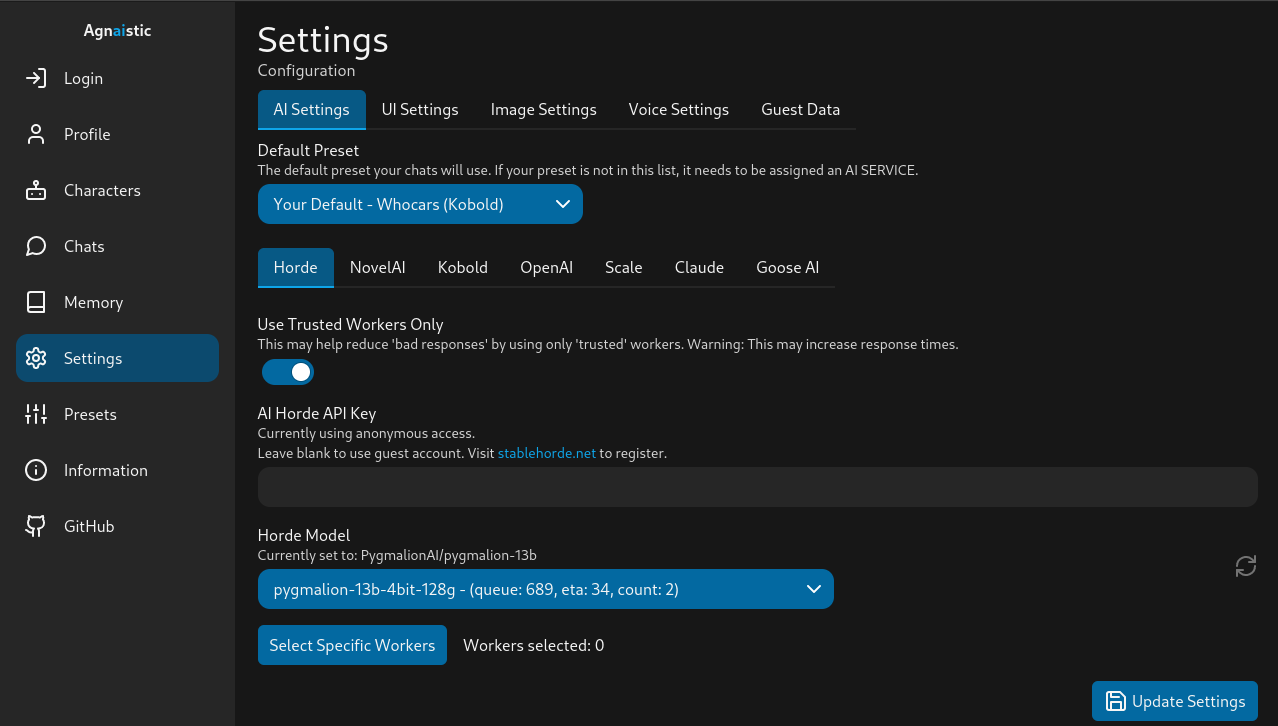 Agnaistic
Login
Profile
Characters
Chats
Memory
Settings
Presets
Information
GitHub
Settings
Configuration
AI Settings UI Settings Image Settings Voice Settings Guest Data
Default Preset
The default preset your chats will use. If your preset is not in this list, it needs to be assigned an AI SERVICE.
Your Default - Whocars (Kobold)
Horde NovelAI Kobold OpenAI Scale Claude Goose AI
Use Trusted Workers Only
This may help reduce 'bad responses' by using only 'trusted' workers. Warning: This may increase response times.
AI Horde API Key
Currently using anonymous access.
Leave blank to use guest account. Visit stablehorde.net to register.
Horde Model
Currently set to: PygmalionAI/pygmalion-13b
pygmalion-13b-4bit-128g - (queue: 689, eta: 34, count: 2)
Select Specific Workers Workers selected: 0
Update Settings